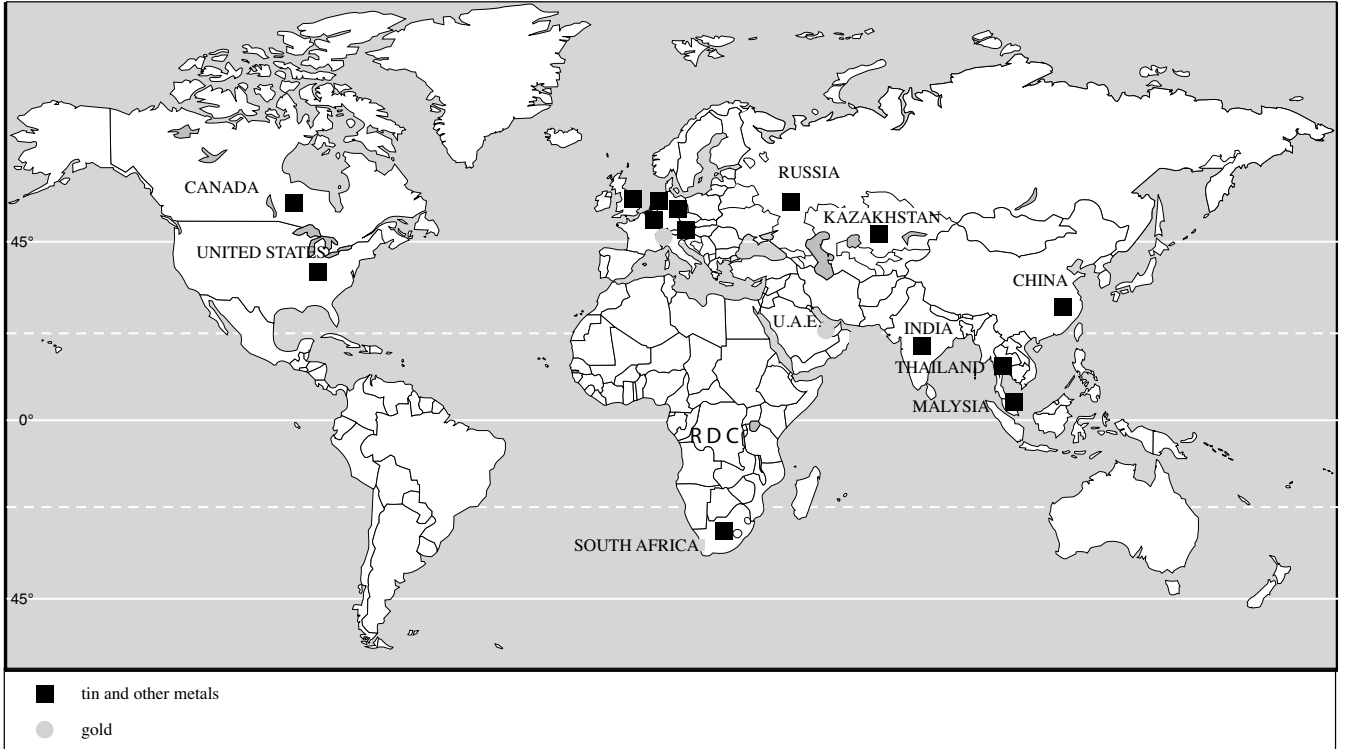 RUSSIA
CANADA
KAZAKHSTAN
45°
UNITED STATES
CHINA
U.A.E.
INDIA
THAILAND
MALYSIA
0°
RDC
SOUTH AFRICA
45°
tin and other metals
gold